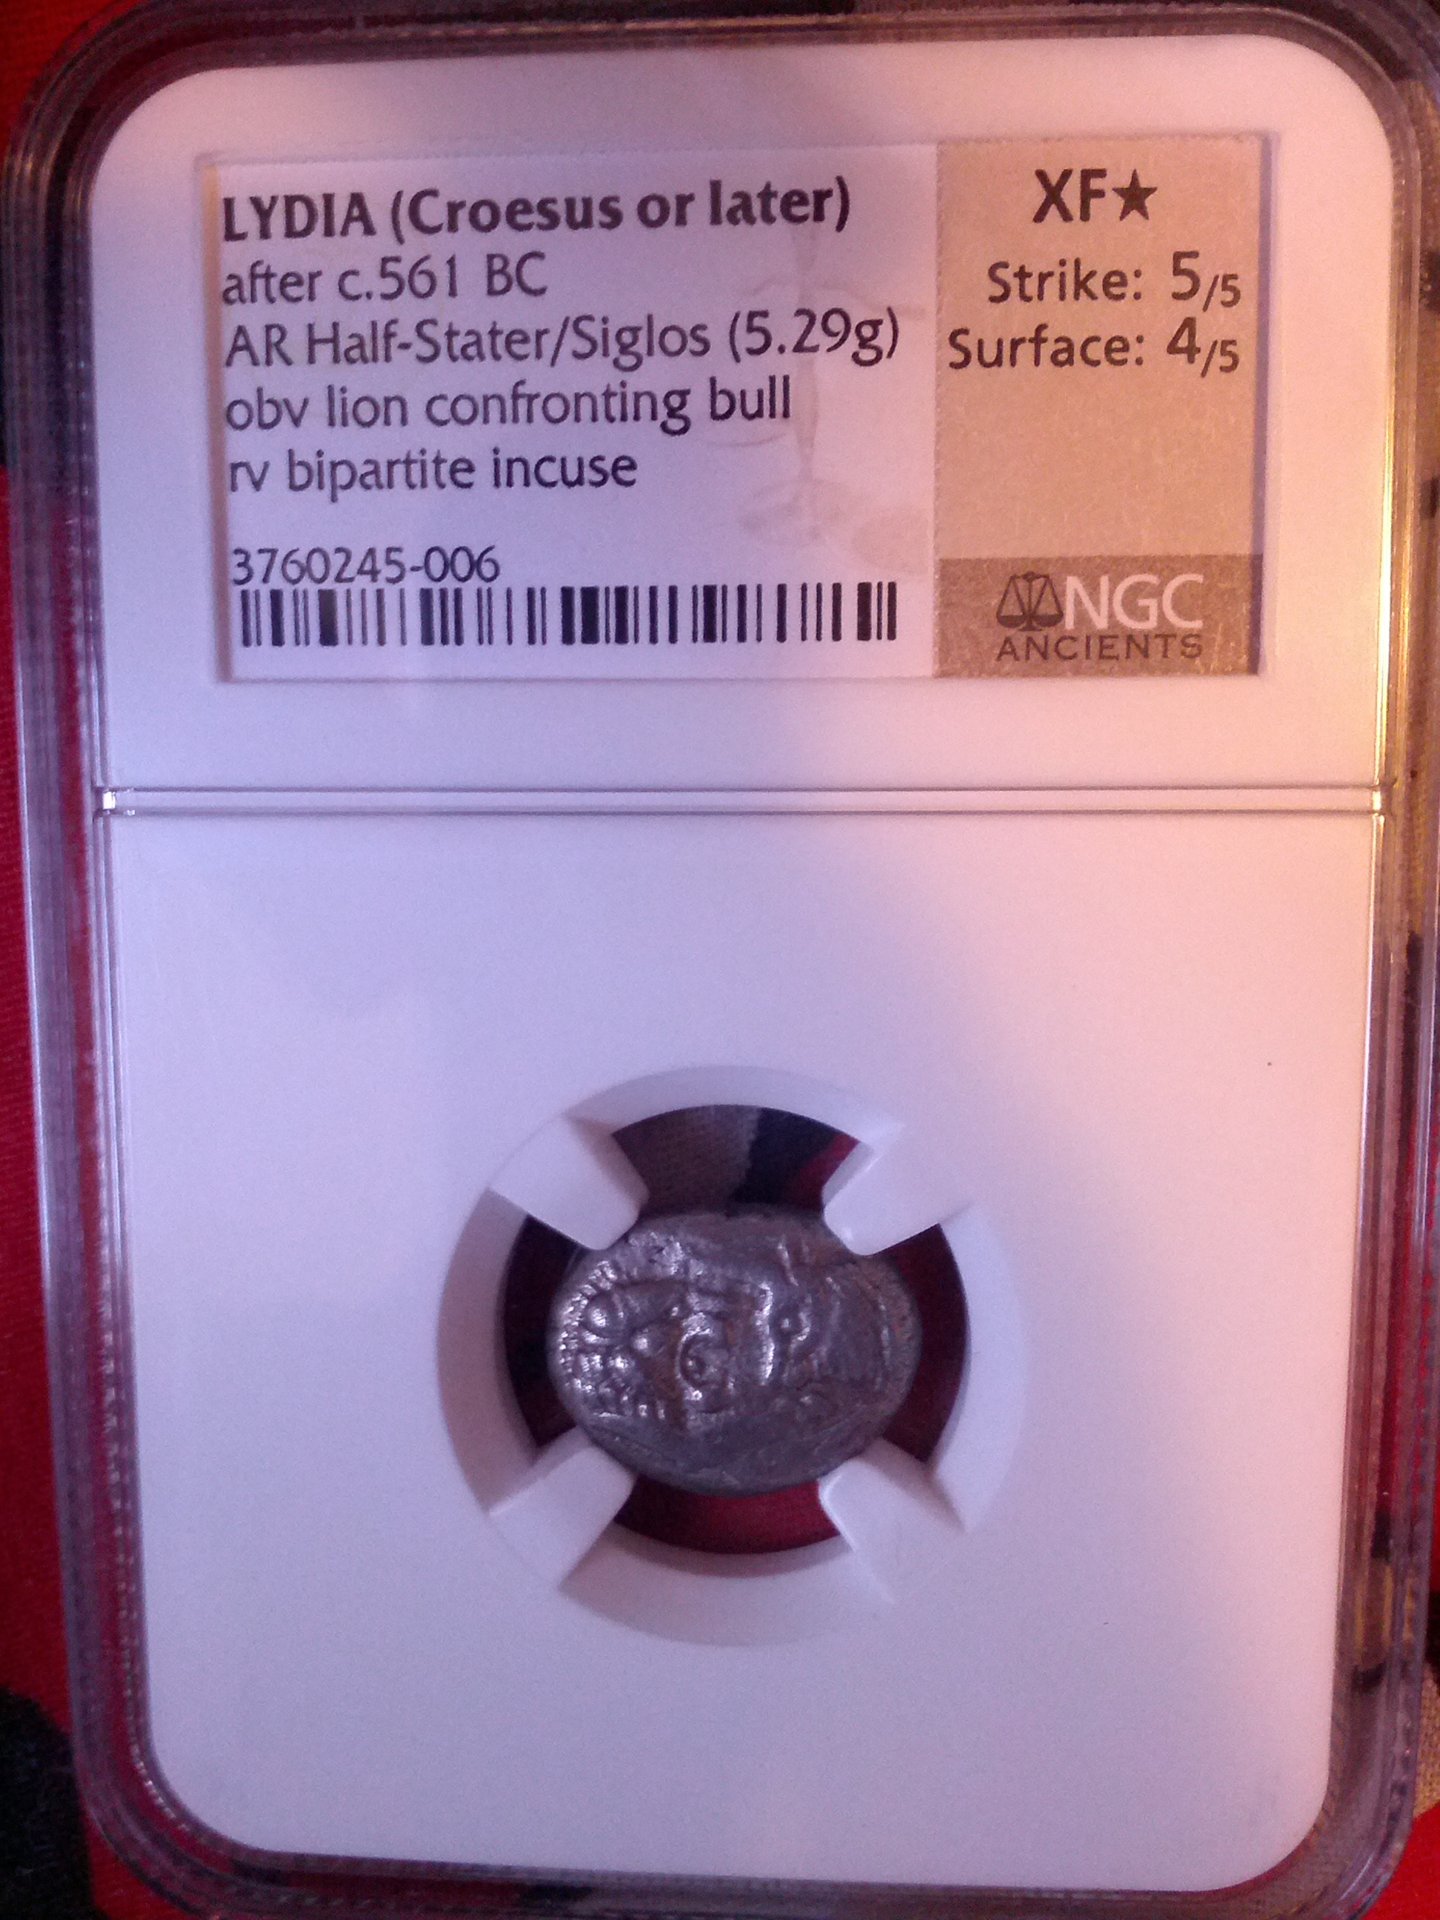 LYDIA (Croesus or later)
after c.561 BC
AR Half-Stater/Siglos (5.29g)
obv lion confronting bull
rv bipartite incuse
3760245-006
XF★
Strike: 5/5
Surface: 4/5
NGC
ANCIENTS